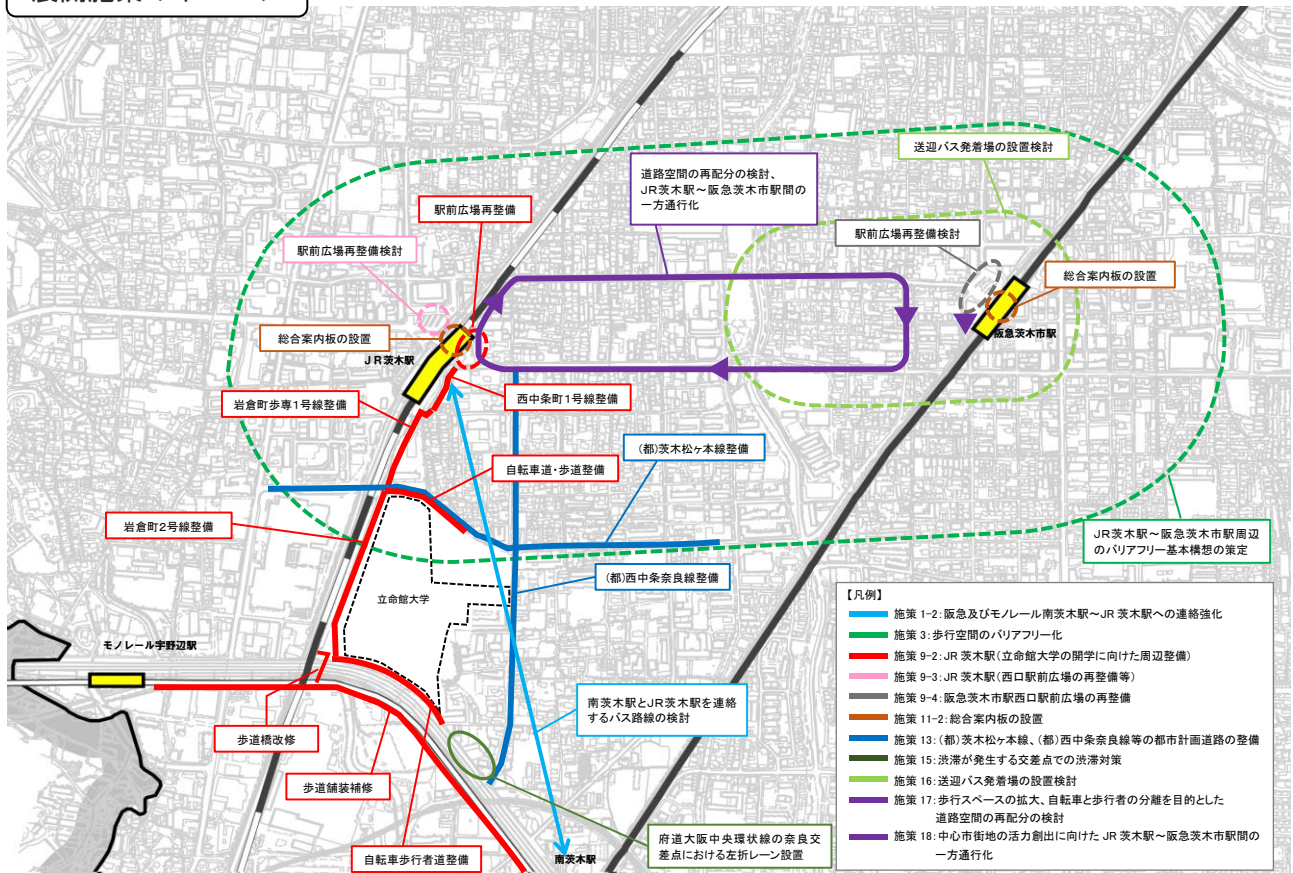 送迎バス発着場の設置検討
道路空間の再配分の検討、
JR茨木駅～阪急茨木市駅間の
一方通行化
駅前広場再整備
駅前広場再整備検討
駅前広場再整備検討
総合案内板の設置
総合案内板の設置
JR茨木駅
阪急茨木市駅
岩倉町歩専1号線整備
西中条町1号線整備
(都)茨木松ヶ本線整備
自転車道・歩道整備
岩倉町2号線整備
JR茨木駅～阪急茨木市駅周辺
のバリアフリー基本構想の策定
(都)西中条奈良線整備
立命館大学
モノレール宇野辺駅
南茨木駅とJR茨木駅を連絡
するバス路線の検討
歩道橋改修
歩道舗装補修
自転車歩行者道整備
南茨木駅
府道大阪中央環状線の奈良交
差点における左折レーン設置
【凡例】
施策 1-2:阪急及びモノレール南茨木駅～JR 茨木駅への連絡強化
施策 3:歩行空間のバリアフリー化
施策 9-2:JR 茨木駅(立命館大学の開学に向けた周辺整備)
施策 9-3:JR 茨木駅(西口駅前広場の再整備等)
施策 9-4:阪急茨木市駅西口駅前広場の再整備
施策 11-2:総合案内板の設置
施策 13:(都)茨木松ヶ本線、(都)西中条奈良線等の都市計画道路の整備
施策 15:渋滞が発生する交差点での渋滞対策
施策 16:送迎バス発着場の設置検討
施策 17:歩行スペースの拡大、自転車と歩行者の分離を目的とした
道路空間の再配分の検討
施策 18:中心市街地の活力創出に向けた JR 茨木駅～阪急茨木市駅間の
一方通行化